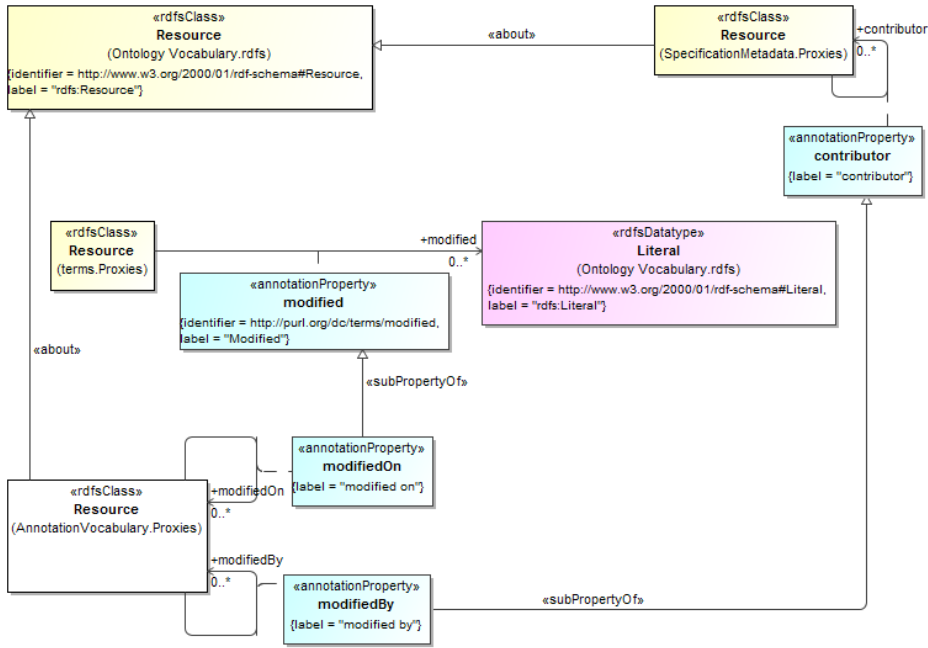 «rdfsClass»
Resource
(Ontology Vocabulary.rdfs)
{identifier = http://www.w3.org/2000/01/rdf-schema#Resource,
label = "rdfs:Resource"}
«about»
«rdfsClass»
Resource
(SpecificationMetadata.Proxies)
+contributor
0..*
«annotationProperty»
contributor
{label = "contributor"}
«rdfsClass»
Resource
(terms.Proxies)
+modified
0..*
«rdfsDatatype»
Literal
(Ontology Vocabulary.rdfs)
{identifier = http://www.w3.org/2000/01/rdf-schema#Literal,
label = "rdfs:Literal"}
«annotationProperty»
modified
{identifier = http://purl.org/dc/terms/modified,
label = "Modified"}
«about»
«subPropertyOf»
«annotationProperty»
modifiedOn
{label = "modified on"}
+modifiedOn
0..*
«rdfsClass»
Resource
(AnnotationVocabulary.Proxies)
+modifiedBy
0..*
«annotationProperty»
modifiedBy
{label = "modified by"}
«subPropertyOf»